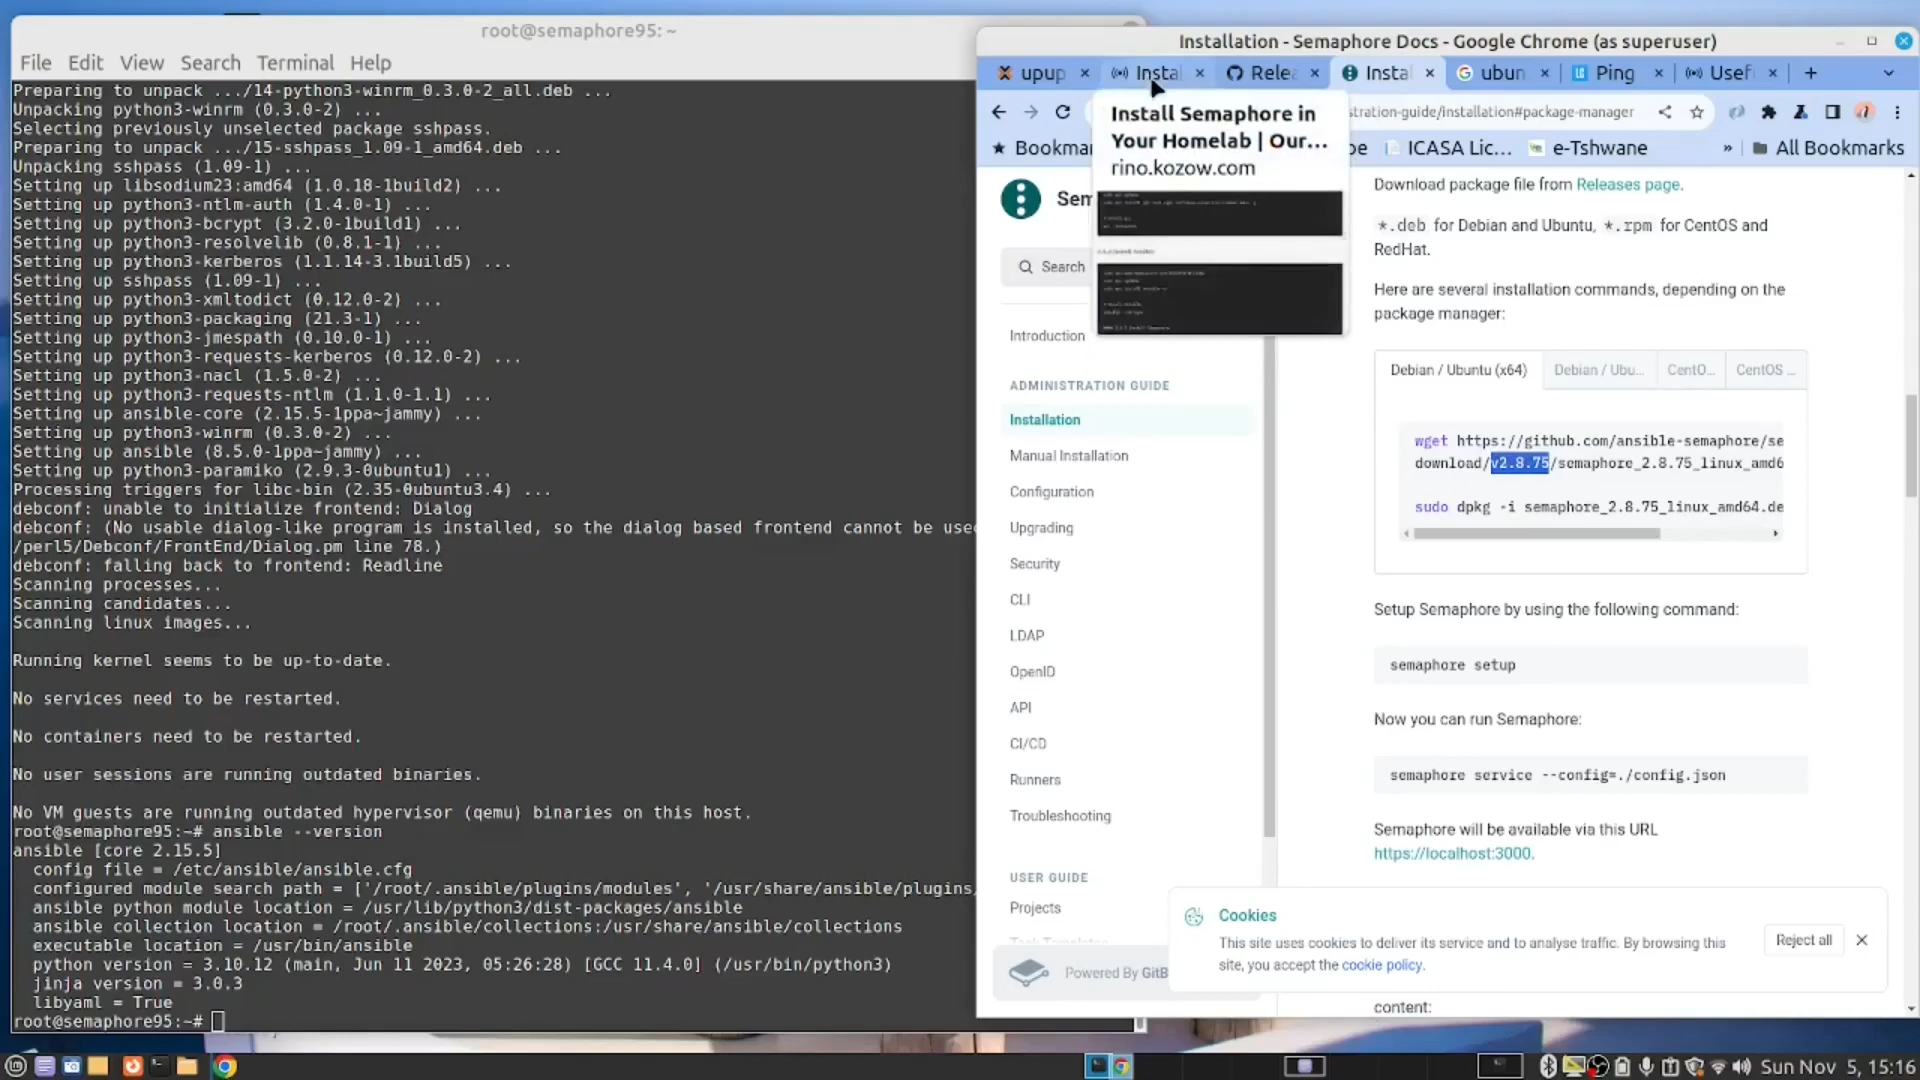 root@semaphore95: ~
File Edit View Search Terminal Help
Preparing to unpack .../14-python3-winrm_0.3.0-2_all.deb ...
Unpacking python3-winrm (0.3.0-2) ...
Selecting previously unselected package sshpass.
Preparing to unpack .../15-sshpass_1.09-1_amd64.deb ...
Unpacking sshpass (1.09-1) ...
Setting up libsodium23:amd64 (1.0.18-1build2) ...
Setting up python3-ntlm-auth (1.4.0-1) ...
Setting up python3-bcrypt (3.2.0-1build1) ...
Setting up python3-resolvelib (0.8.1-1) ...
Setting up python3-kerberos (1.1.14-3.1build5) ...
Setting up sshpass (1.09-1) ...
Setting up python3-xmltodict (0.12.0-2) ...
Setting up python3-packaging (21.3-1) ...
Setting up python3-jmespath (0.10.0-1) ...
Setting up python3-requests-kerberos (0.12.0-2) ...
Setting up python3-nacl (1.5.0-2) ...
Setting up python3-requests-ntlm (1.1.0-1.1) ...
Setting up ansible-core (2.15.5-1ppa~jammy) ...
Setting up python3-winrm (0.3.0-2) ...
Setting up ansible (8.5.0-1ppa~jammy) ...
Setting up python3-paramiko (2.9.3-0ubuntu1) ...
Processing triggers for libc-bin (2.35-0ubuntu3.4) ...
debconf: unable to initialize frontend: Dialog
debconf: (No usable dialog-like program is installed, so the dialog based frontend cannot be used
/perl5/Debconf/FrontEnd/Dialog.pm line 78.)
debconf: falling back to frontend: Readline
Scanning processes...
Scanning candidates...
Scanning linux images...
Running kernel seems to be up-to-date.
No services need to be restarted.
No containers need to be restarted.
No user sessions are running outdated binaries.
No VM guests are running outdated hypervisor (qemu) binaries on this host.
root@semaphore95:~# ansible --version
ansible [core 2.15.5]
config file = /etc/ansible/ansible.cfg
configured module search path = ['/root/.ansible/plugins/modules', '/usr/share/ansible/plugins/
ansible python module location = /usr/lib/python3/dist-packages/ansible
ansible collection location = /root/.ansible/collections:/usr/share/ansible/collections
executable location = /usr/bin/ansible
python version = 3.10.12 (main, Jun 11 2023, 05:26:28) [GCC 11.4.0] (/usr/bin/python3)
jinja version = 3.0.3
libyaml = True
root@semaphore95:~#
Installation - Semaphore Docs - Google Chrome (as superuser)
upup Insta Relea Insta ubun Ping Usef
stration-guide/installation#package-manager
Bookmar ICASA Lic... e-Tshwane » All Bookmarks
Install Semaphore in
Your Homelab | Our...
rino.kozow.com
Sem
Search
Introduction
ADMINISTRATION GUIDE
Installation
Manual Installation
Configuration
Upgrading
Security
CLI
LDAP
OpenID
API
CI/CD
Runners
Troubleshooting
USER GUIDE
Projects
Powered By GitB
Download package file from Releases page.
*.deb for Debian and Ubuntu, *.rpm for CentOS and
RedHat.
Here are several installation commands, depending on the
package manager:
Debian / Ubuntu (x64) Debian / Ubu... CentO... CentOS ...
wget https://github.com/ansible-semaphore/se
download/v2.8.75/semaphore_2.8.75_linux_amd6
sudo dpkg -i semaphore_2.8.75_linux_amd64.de
Setup Semaphore by using the following command:
semaphore setup
Now you can run Semaphore:
semaphore service --config=./config.json
Semaphore will be available via this URL
https://localhost:3000.
Cookies
This site uses cookies to deliver its service and to analyse traffic. By browsing this
site, you accept the cookie policy.
Reject all
content:
Sun Nov 5, 15:16